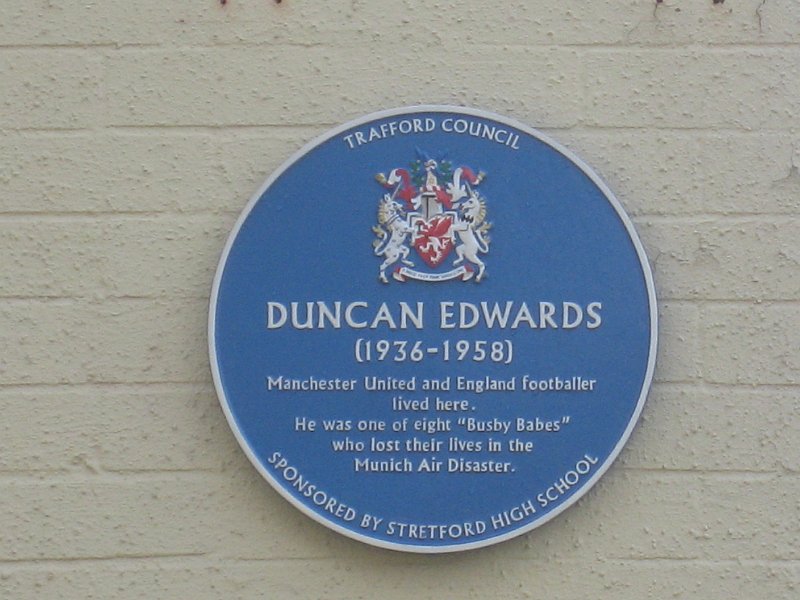 TRAFFORD COUNCIL
DUNCAN EDWARDS
(1936-1958)
Manchester United and England footballer
lived here.
He was one of eight "Busby Babes"
who lost their lives in the
Munich Air Disaster.
SPONSORED BY STRETFORD HIGH SCHOOL